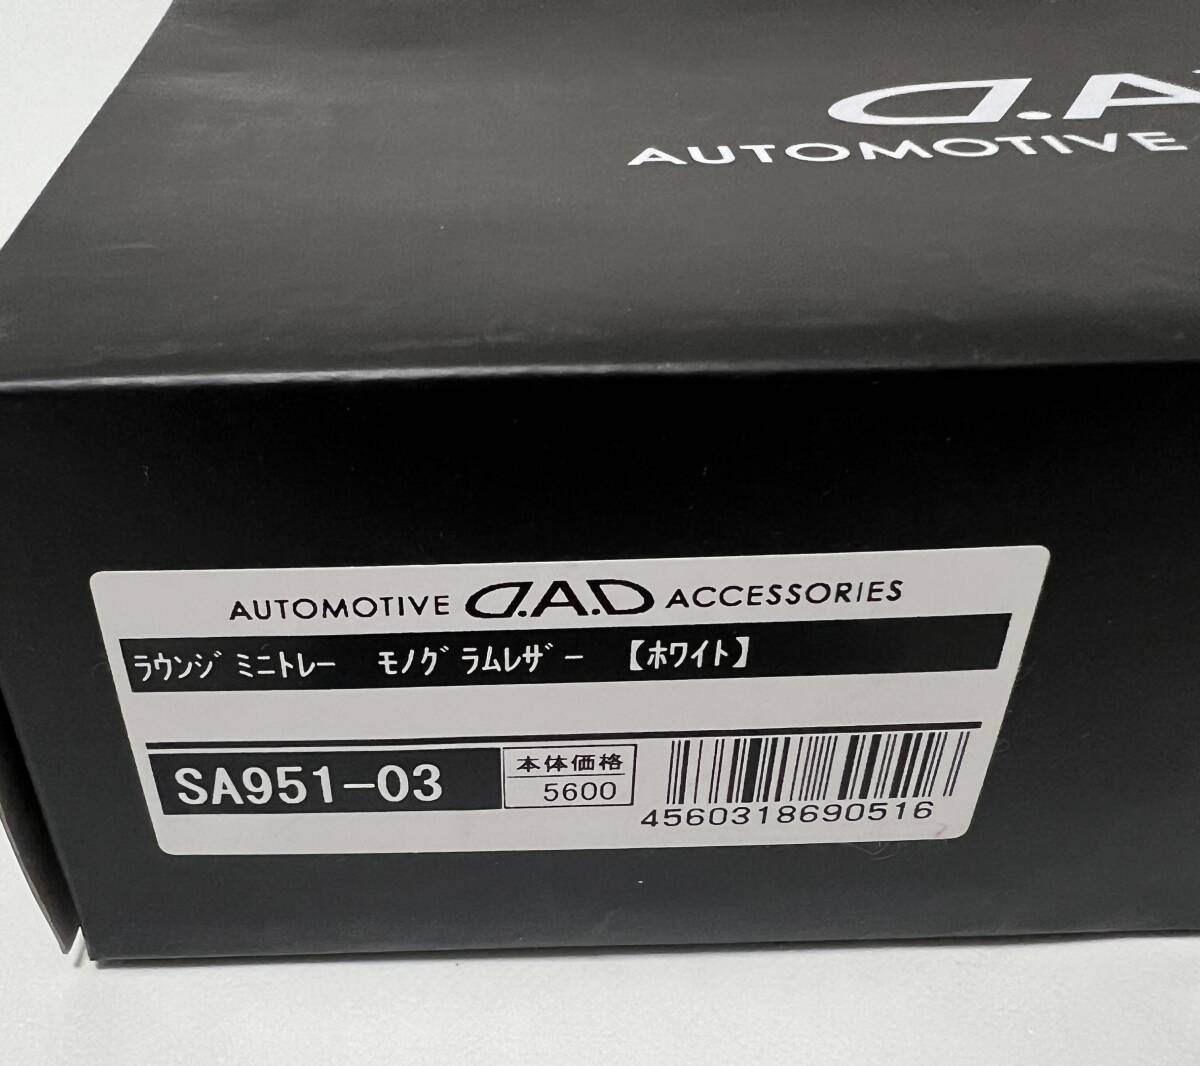 D.A.
AUTOMOTIVE
AUTOMOTIVE D.A.D ACCESSORIES
ﾗｳﾝｼﾞ ﾐﾆﾄﾚｰ　ﾓﾉｸﾞﾗﾑﾚｻﾞｰ　【ﾎﾜｲﾄ】
SA951-03
本体価格
5600
4560318690516